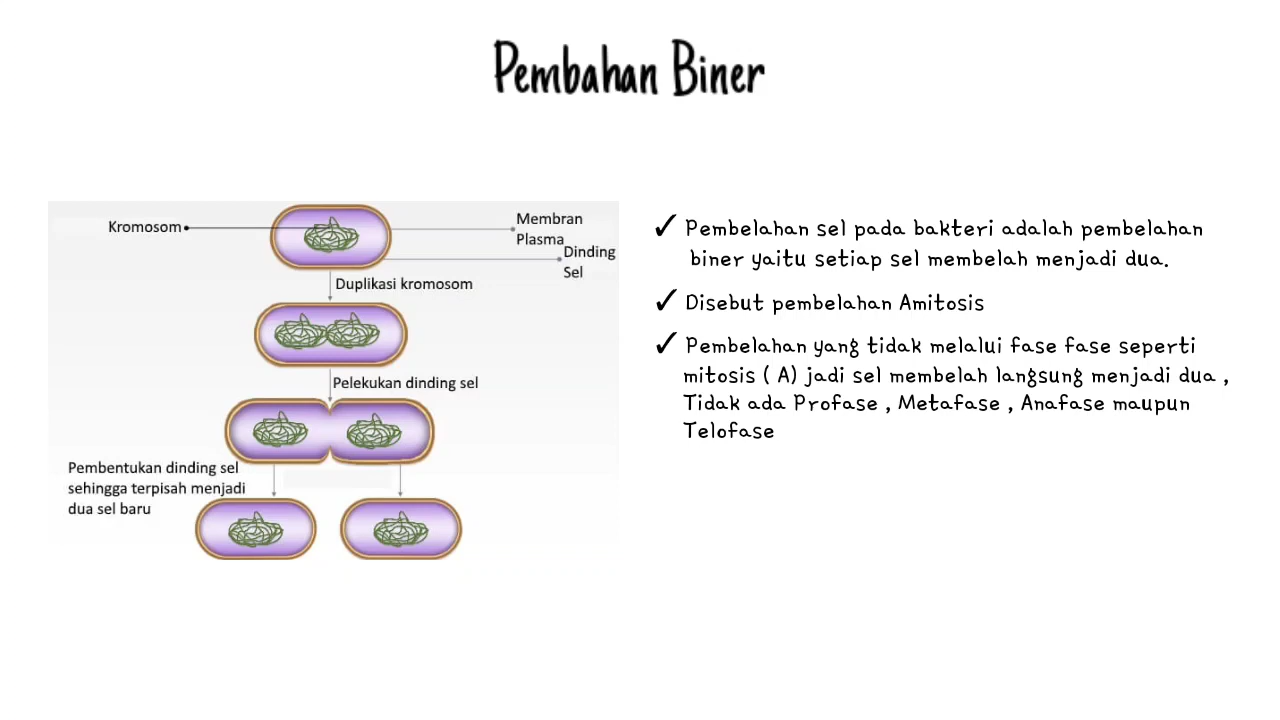 Pembahan Biner
Kromosom
Membran
Plasma
Dinding
Sel
Duplikasi kromosom
Pelekukan dinding sel
Pembentukan dinding sel
sehingga terpisah menjadi
dua sel baru
✓ Pembelahan sel pada bakteri adalah pembelahan
biner yaitu setiap sel membelah menjadi dua.
✓ Disebut pembelahan Amitosis
✓ Pembelahan yang tidak melalui fase fase seperti
mitosis ( A) jadi sel membelah langsung menjadi dua ,
Tidak ada Profase , Metafase , Anafase maupun
Telofase